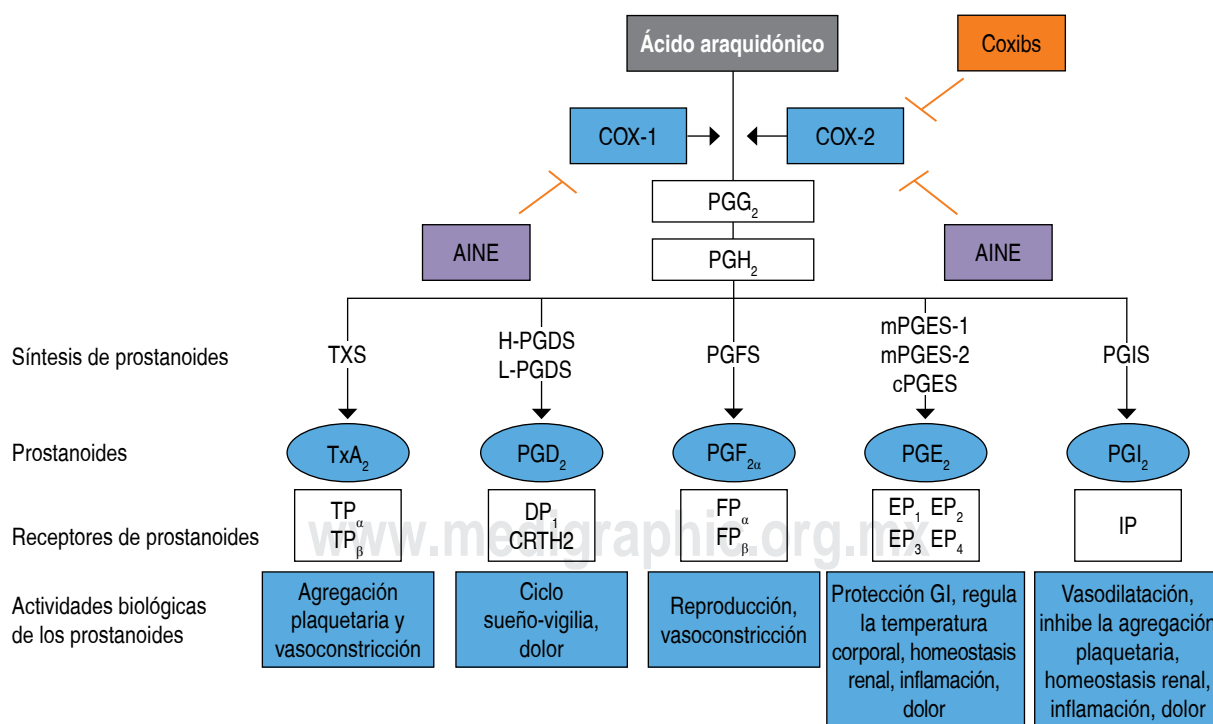 Ácido araquidónico
Coxibs
COX-1
COX-2
PGG₂
AINE
PGH₂
AINE
Síntesis de prostanoides
TXS
H-PGDS
L-PGDS
PGFS
mPGES-1
mPGES-2
cPGES
PGIS
Prostanoides
TxA₂
PGD₂
PGF₂α
PGE₂
PGI₂
Receptores de prostanoides
TPα
TPβ
DP₁
CRTH2
FPα
FPβ
EP₁ EP₂
EP₃ EP₄
IP
www.medigraphic.org.mx
Actividades biológicas
de los prostanoides
Agregación
plaquetaria y
vasoconstricción
Ciclo
sueño-vigilia,
dolor
Reproducción,
vasoconstricción
Protección GI, regula
la temperatura
corporal, homeostasis
renal, inflamación,
dolor
Vasodilatación,
inhibe la agregación
plaquetaria,
homeostasis renal,
inflamación, dolor